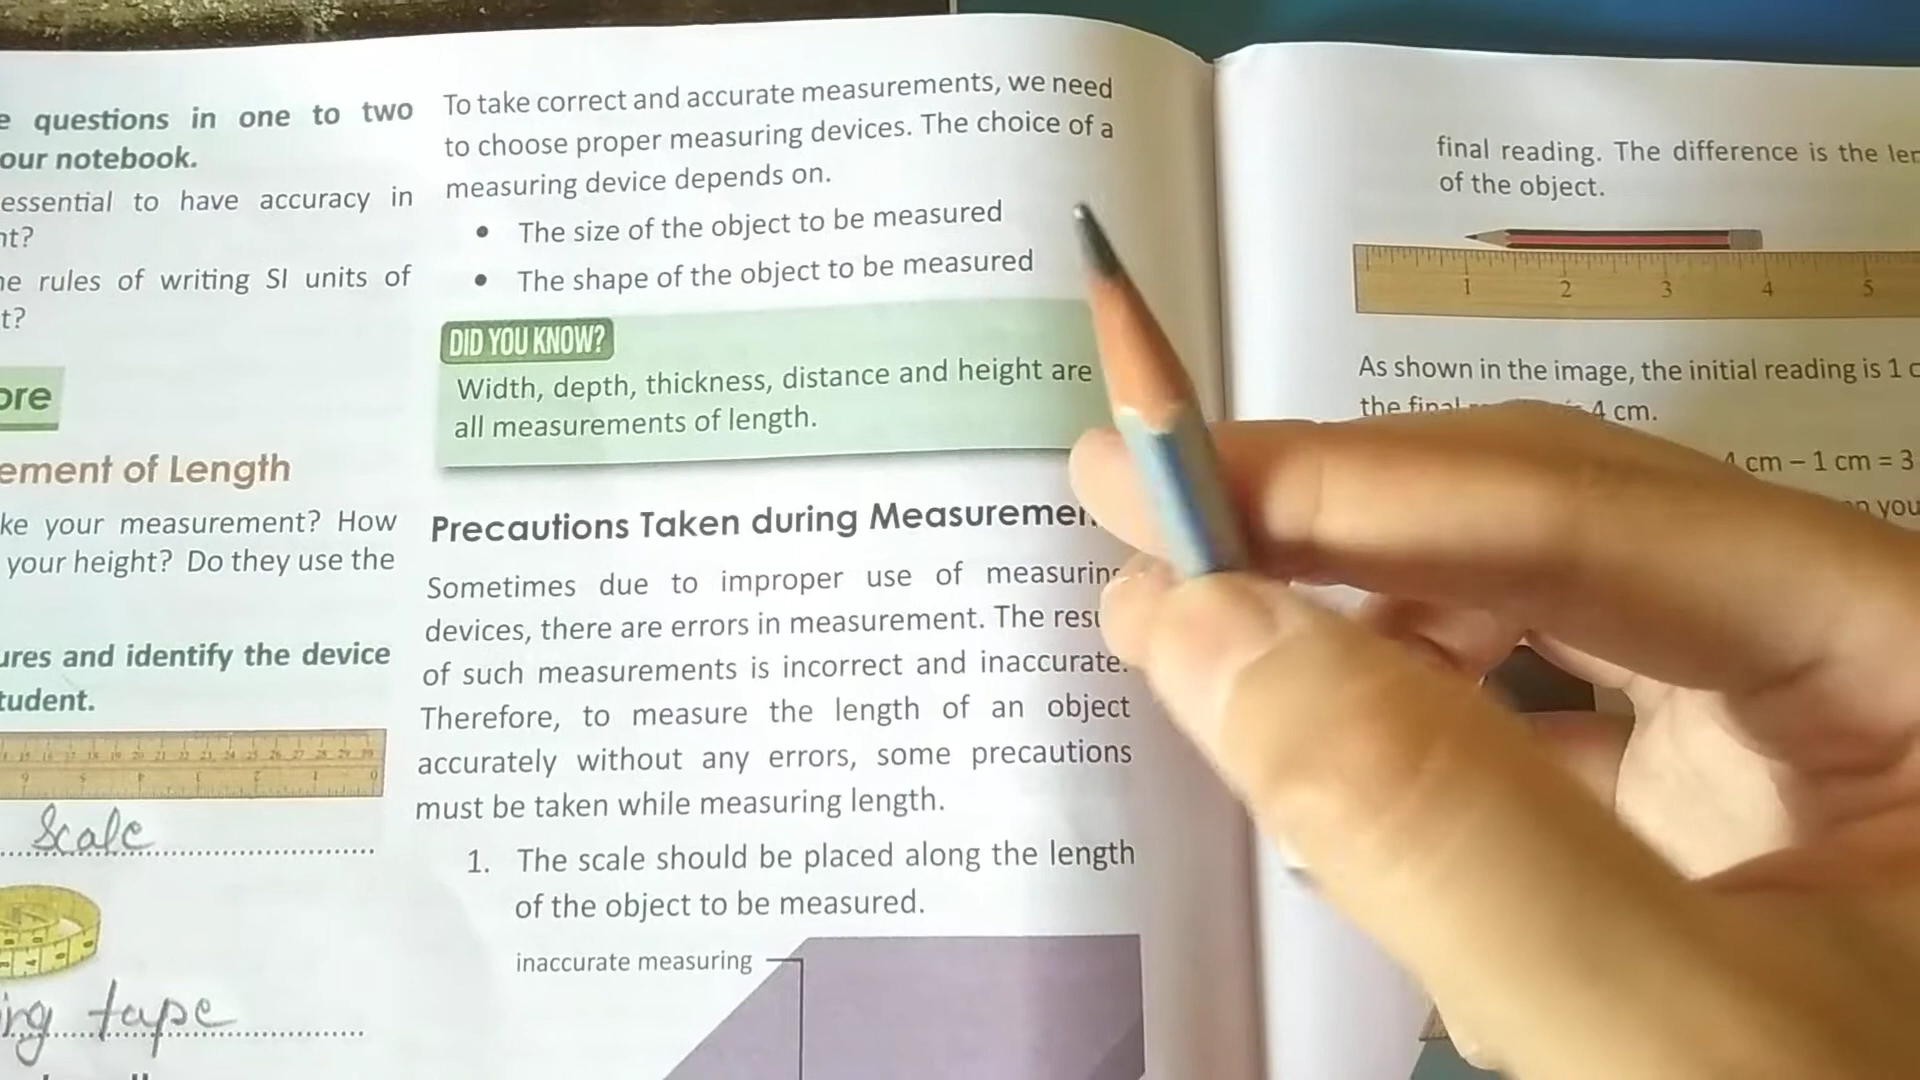 questions in one to two
our notebook.
essential to have accuracy in
rules of writing SI units of
ement of Length
your measurement? How
your height? Do they use the
and identify the device
tudent.
Scale
tape
To take correct and accurate measurements, we need
to choose proper measuring devices. The choice of a
measuring device depends on.
• The size of the object to be measured
• The shape of the object to be measured
DID YOU KNOW?
Width, depth, thickness, distance and height are
all measurements of length.
Precautions Taken during Measuremen
Sometimes due to improper use of measuring
devices, there are errors in measurement. The resu
of such measurements is incorrect and inaccurate.
Therefore, to measure the length of an object
accurately without any errors, some precautions
must be taken while measuring length.
1. The scale should be placed along the length
of the object to be measured.
inaccurate measuring
final reading. The difference is the len
of the object.
1 2 3 4 5
As shown in the image, the initial reading is 1 c
the final 4 cm.
cm – 1 cm = 3
you